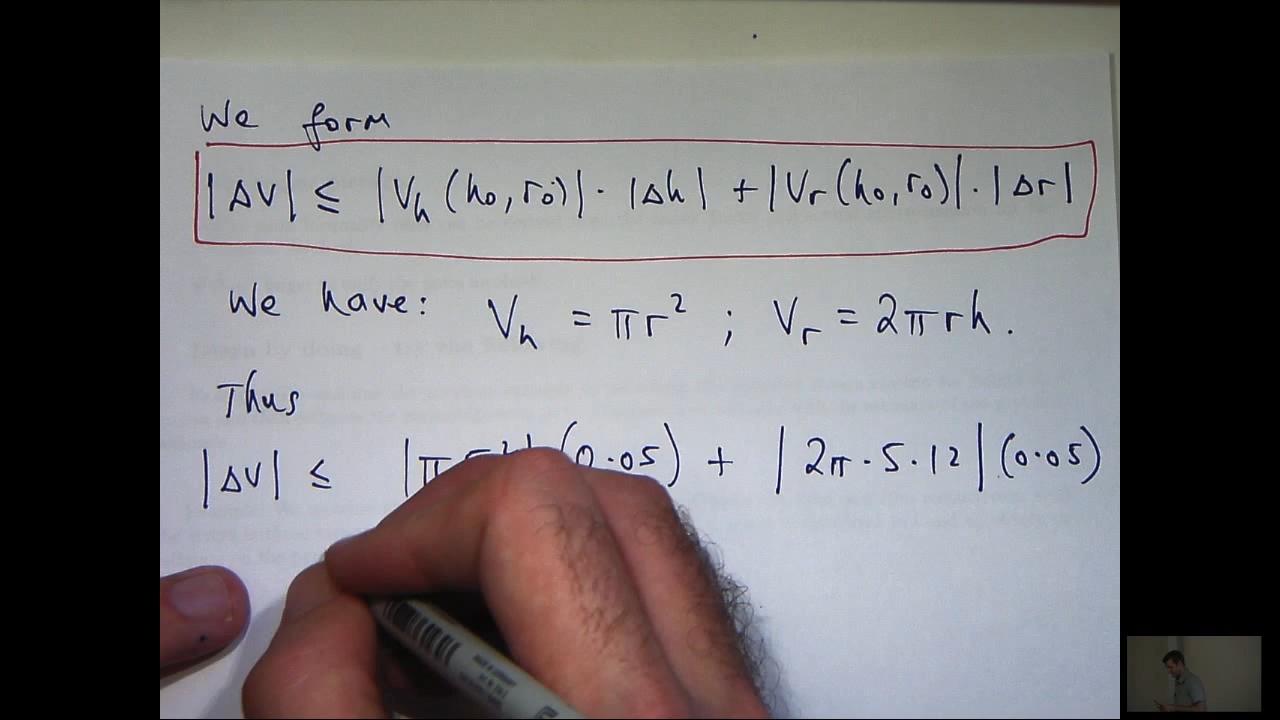 We form
|ΔV| ≤ |V_h (h₀, r₀)| · |Δh| + |V_r (h₀, r₀)| · |Δr|
We have: V_h = πr² ; V_r = 2πrh.
Thus
|ΔV| ≤ |π·5²| (0·05) + |2π·5·12| (0·05)